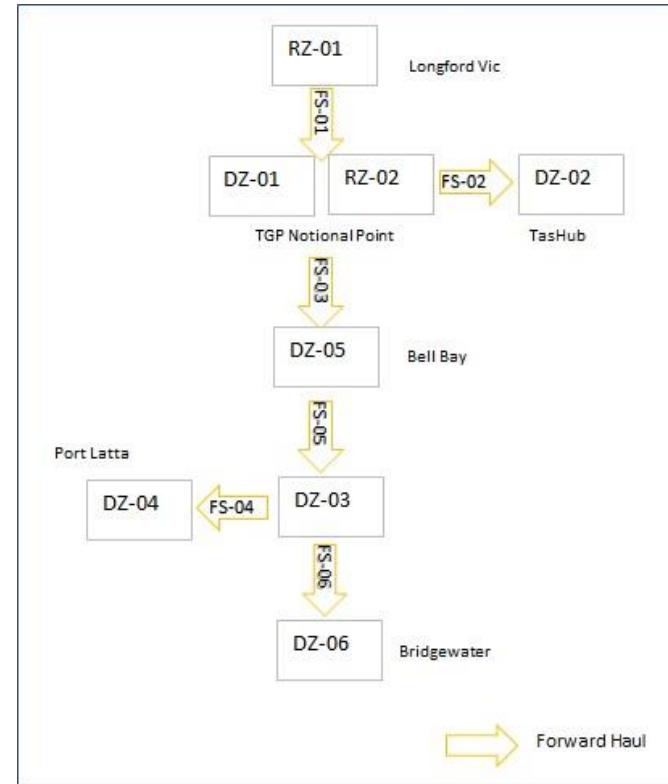 RZ-01
Longford Vic
FS-01
DZ-01
RZ-02
FS-02
DZ-02
TGP Notional Point
TasHub
FS-03
DZ-05
Bell Bay
FS-05
Port Latta
DZ-04
FS-04
DZ-03
FS-06
DZ-06
Bridgewater
Forward Haul